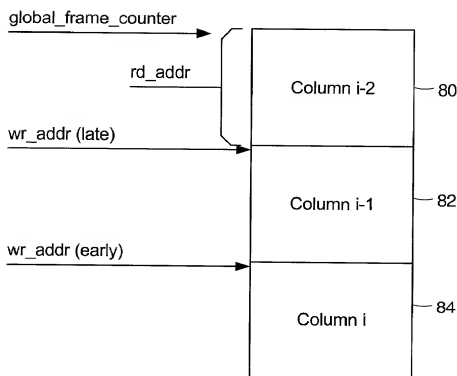 global_frame_counter
rd_addr
Column i-2
80
wr_addr (late)
Column i-1
82
wr_addr (early)
Column i
84